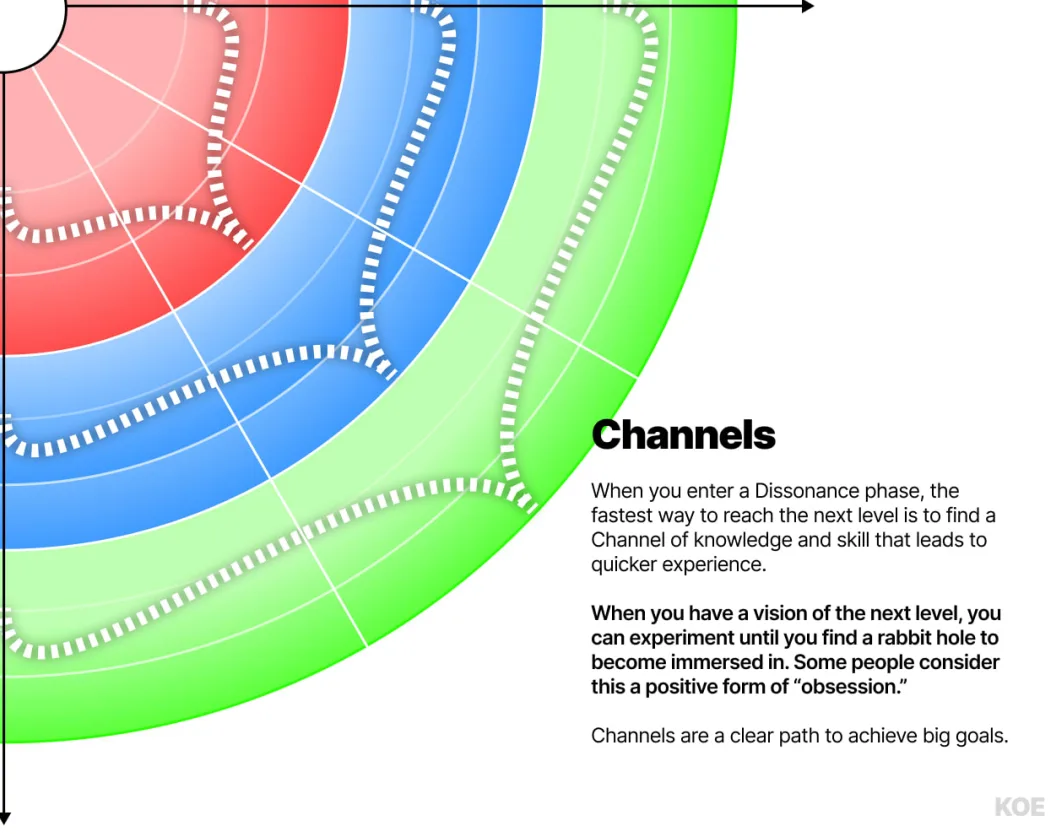 Channels
When you enter a Dissonance phase, the
fastest way to reach the next level is to find a
Channel of knowledge and skill that leads to
quicker experience.
When you have a vision of the next level, you
can experiment until you find a rabbit hole to
become immersed in. Some people consider
this a positive form of “obsession.”
Channels are a clear path to achieve big goals.
KOE